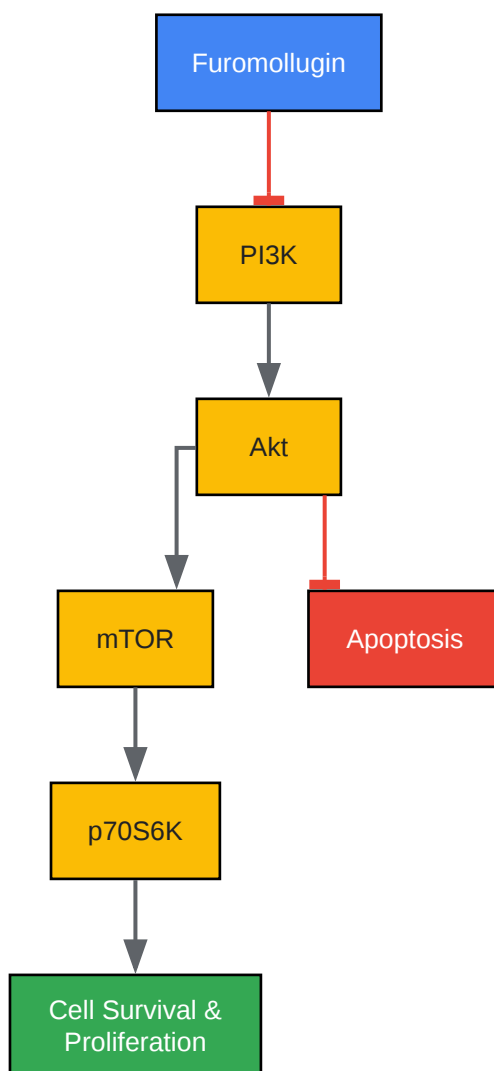 Furomollugin
PI3K
Akt
mTOR
Apoptosis
p70S6K
Cell Survival &
Proliferation